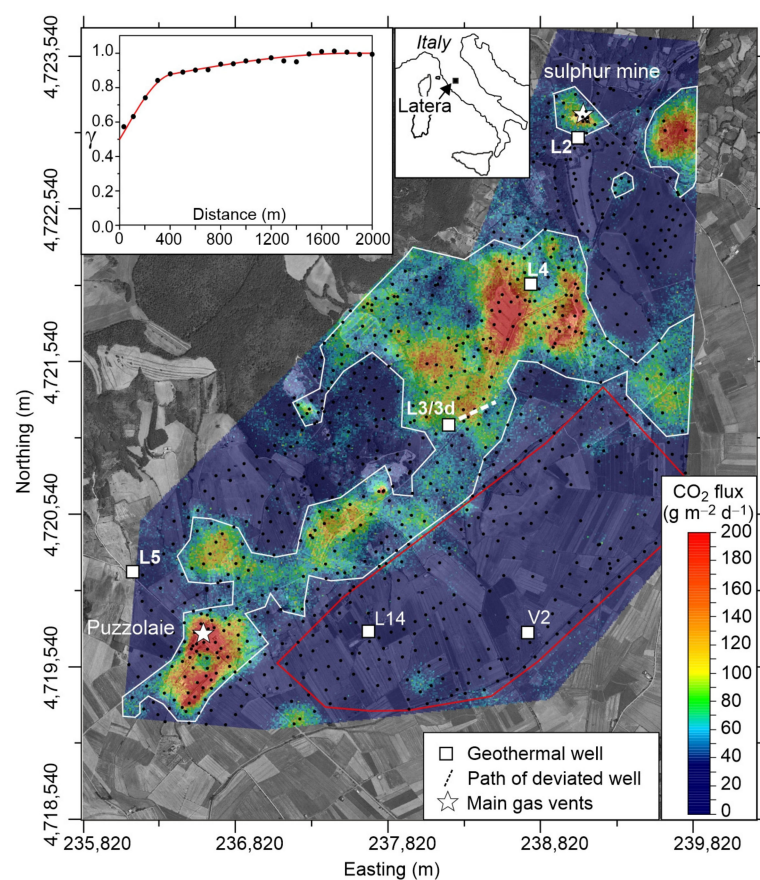 4,723,540
4,722,540
4,721,540
4,720,540
4,719,540
4,718,540
Northing (m)
235,820
236,820
237,820
238,820
239,820
Easting (m)
1.0
0.8
0.6
0.4
0.2
0.0
γ
Distance (m)
0
400
800
1200
1600
2000
Italy
Latera
sulphur mine
L2
L4
L3/3d
L5
Puzzolaie
L14
V2
CO2 flux
(g m−2 d−1)
200
180
160
140
120
100
80
60
40
20
0
Geothermal well
Path of deviated well
Main gas vents